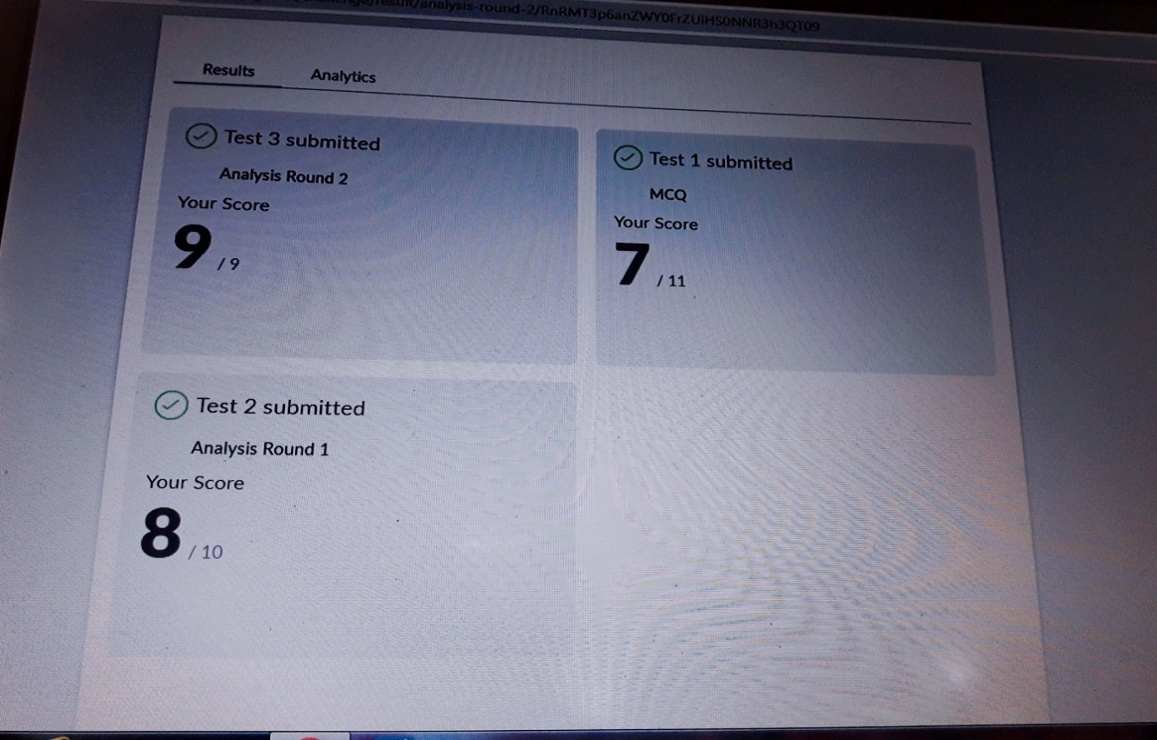 /result/analysis-round-2/
Results Analytics
Test 3 submitted
Analysis Round 2
Your Score
9 / 9
Test 1 submitted
MCQ
Your Score
7 / 11
Test 2 submitted
Analysis Round 1
Your Score
8 / 10